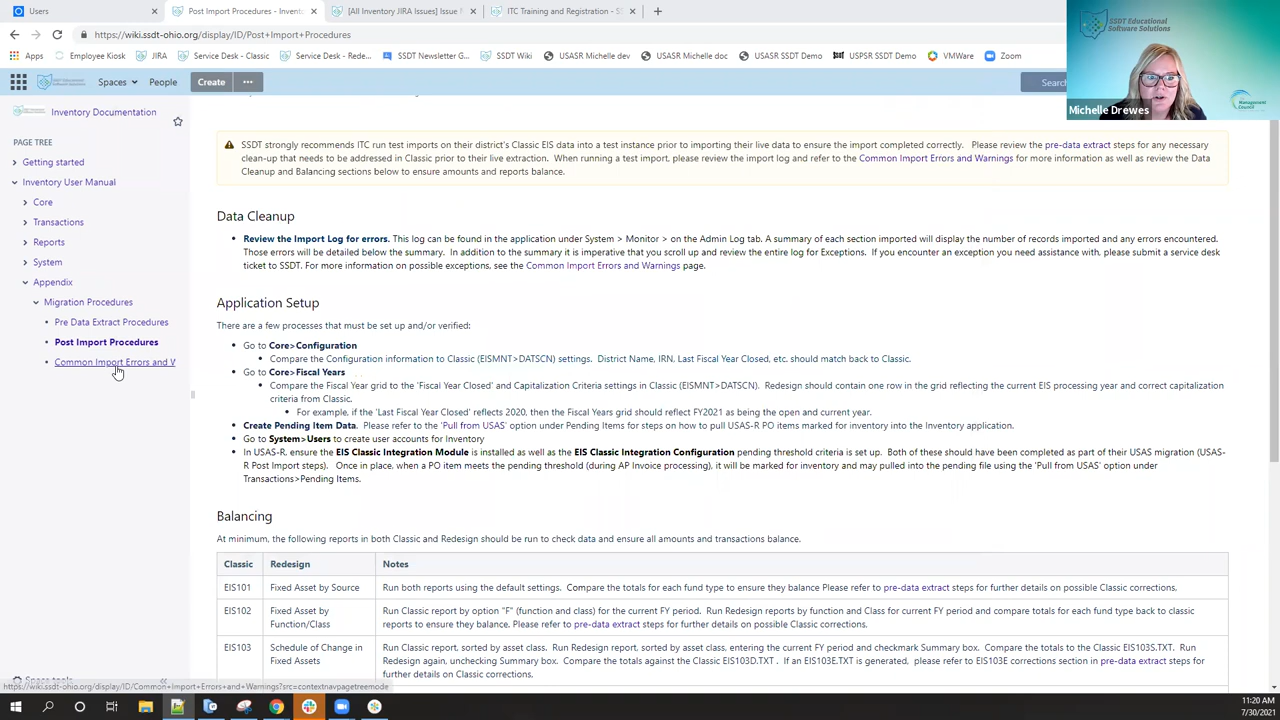 Users
Post Import Procedures - Invento
[All Inventory JIRA Issues] Issue
ITC Training and Registration - SS
https://wiki.ssdt-ohio.org/display/ID/Post+Import+Procedures
Apps
Employee Kiosk
JIRA
Service Desk - Classic
Service Desk - Rede...
SSDT Newsletter G...
SSDT Wiki
USASR Michelle dev
USASR Michelle doc
USASR SSDT Demo
USPSR SSDT Demo
VMWare
Zoom
SSDT Educational
Software Solutions
Management
Council
Michelle Drewes
Spaces
People
Create
Search
Inventory Documentation
PAGE TREE
Getting started
Inventory User Manual
Core
Transactions
Reports
System
Appendix
Migration Procedures
Pre Data Extract Procedures
Post Import Procedures
Common Import Errors and W
SSDT strongly recommends ITC run test imports on their district's Classic EIS data into a test instance prior to importing their live data to ensure the import completed correctly. Please review the pre-data extract steps for any necessary
clean-up that needs to be addressed in Classic prior to their live extraction. When running a test import, please review the import log and refer to the Common Import Errors and Warnings for more information as well as review the Data
Cleanup and Balancing sections below to ensure amounts and reports balance.
Data Cleanup
Review the Import Log for errors. This log can be found in the application under System > Monitor > on the Admin Log tab. A summary of each section imported will display the number of records imported and any errors encountered.
Those errors will be detailed below the summary. In addition to the summary it is imperative that you scroll up and review the entire log for Exceptions. If you encounter an exception you need assistance with, please submit a service desk
ticket to SSDT. For more information on possible exceptions, see the Common Import Errors and Warnings page.
Application Setup
There are a few processes that must be set up and/or verified:
Go to Core>Configuration
Compare the Configuration information to Classic (EISMNT>DATSCN) settings. District Name, IRN, Last Fiscal Year Closed, etc. should match back to Classic.
Go to Core>Fiscal Years
Compare the Fiscal Year grid to the 'Fiscal Year Closed' and Capitalization Criteria settings in Classic (EISMNT>DATSCN). Redesign should contain one row in the grid reflecting the current EIS processing year and correct capitalization
criteria from Classic.
For example, if the 'Last Fiscal Year Closed' reflects 2020, then the Fiscal Years grid should reflect FY2021 as being the open and current year.
Create Pending Item Data. Please refer to the 'Pull from USAS' option under Pending Items for steps on how to pull USAS-R PO items marked for inventory into the Inventory application.
Go to System>Users to create user accounts for Inventory
In USAS-R, ensure the EIS Classic Integration Module is installed as well as the EIS Classic Integration Configuration pending threshold criteria is set up. Both of these should have been completed as part of their USAS migration (USAS-
R Post Import steps). Once in place, when a PO item meets the pending threshold (during AP Invoice processing), it will be marked for inventory and may pulled into the pending file using the 'Pull from USAS' option under
Transactions>Pending Items.
Balancing
At minimum, the following reports in both Classic and Redesign should be run to check data and ensure all amounts and transactions balance.
Classic Redesign Notes
EIS101 Fixed Asset by Source Run both reports using the default settings. Compare the totals for each fund type to ensure they balance Please refer to pre-data extract steps for further details on possible Classic corrections,
EIS102 Fixed Asset by Function/Class Run Classic report by option "F" (function and class) for the current FY period. Run Redesign reports by function and Class for current FY period and compare totals for each fund type back to classic
reports to ensure they balance. Please refer to pre-data extract steps for further details on possible Classic corrections.
EIS103 Schedule of Change in Fixed Assets Run Classic report, sorted by asset class. Run Redesign report, sorted by asset class, entering the current FY period and checkmark Summary box. Compare the totals to the Classic EIS103S.TXT. Run
Redesign again, unchecking Summary box. Compare the totals against the Classic EIS103D.TXT . If an EIS103E.TXT is generated, please refer to EIS103E corrections section in pre-data extract steps for
further details on Classic corrections.
https://wiki.ssdt-ohio.org/display/ID/Common+Import+Errors+and+Warnings?src=contextnavpagetreemode
11:20 AM
7/30/2021